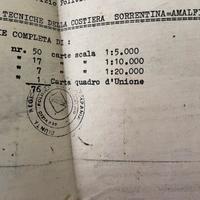 TECNICHE DELLA COSTIERA SORRENTINA=AMALF
E COMPLETA DI :
nr. 50 carte scala 1:5.000
" 17 " " 1:10.000
" 7 " " 1:20.000
" 1 Carta quadro d'Unione
76